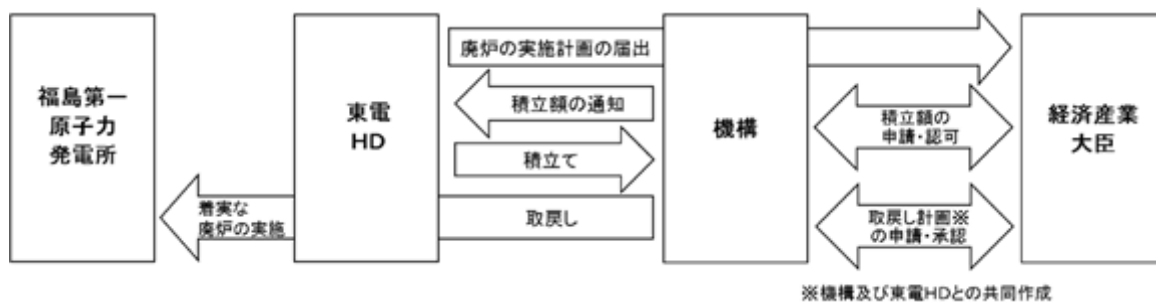 福島第一
原子力
発電所
東電
HD
廃炉の実施計画の届出
積立額の通知
積立て
取戻し
着実な
廃炉の実施
機構
積立額の
申請・認可
取戻し計画※
の申請・承認
経済産業
大臣
※機構及び東電HDとの共同作成